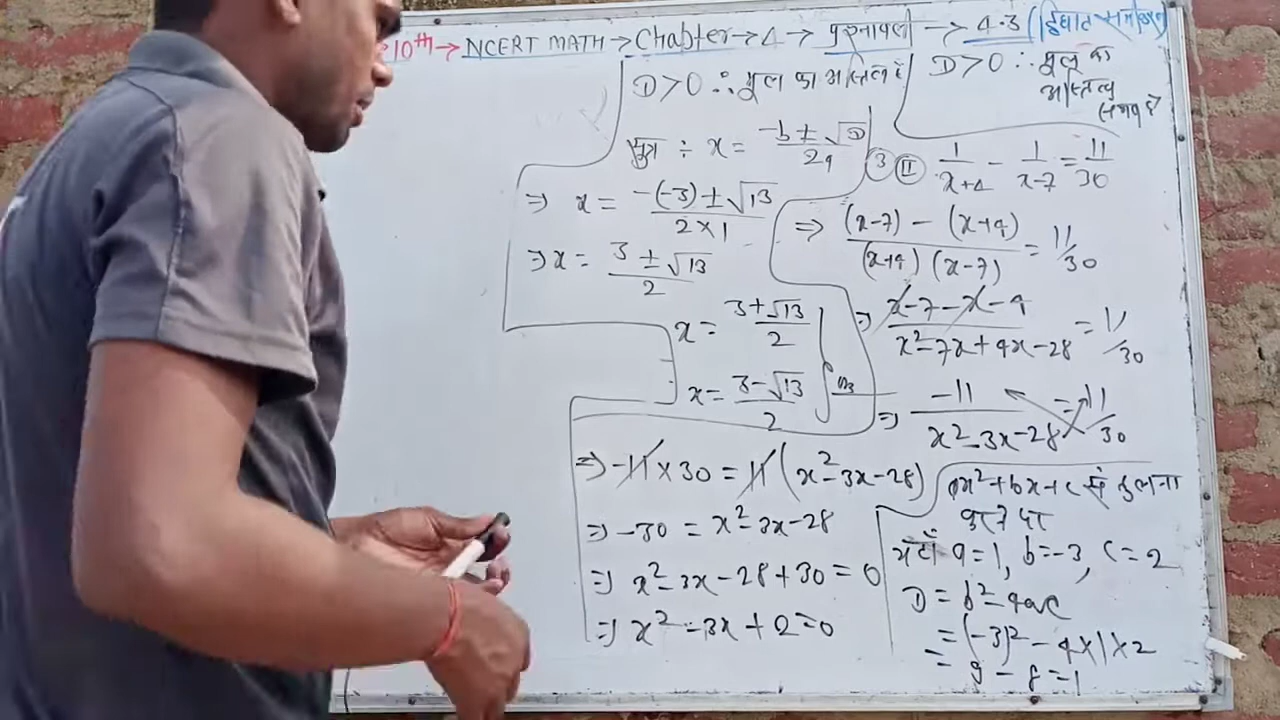 10th → NCERT MATH → Chapter → 4 → प्रश्नावली → 4.3 (द्विघात समीकरण)
D > 0 ∴ मूल का अस्तित्व है
सुत्र ÷ x = -b ± √D / 2a
⇒ x = -(-3) ± √13 / 2×1
⇒ x = 3 ± √13 / 2
x = 3+√13 / 2
x = 3-√13 / 2
D > 0 ∴ मूल का
अस्तित्व
संभव है
(3) (II) 1/x+4 - 1/x-7 = 11/30
⇒ (x-7) - (x+4) / (x+4) (x-7) = 11/30
⇒ x-7-x-4 / x²-7x+4x-28 = 11/30
⇒ -11 / x²-3x-28 = 11/30
⇒ -11 × 30 = 11 (x²-3x-28)
⇒ -30 = x²-3x-28
⇒ x²-3x-28+30 = 0
⇒ x²-3x+2=0
ax²+bx+c से तुलना
करने पर
यहाँ a=1, b=-3, c=2
D = b²-4ac
= (-3)² - 4×1×2
= 9 - 8 = 1